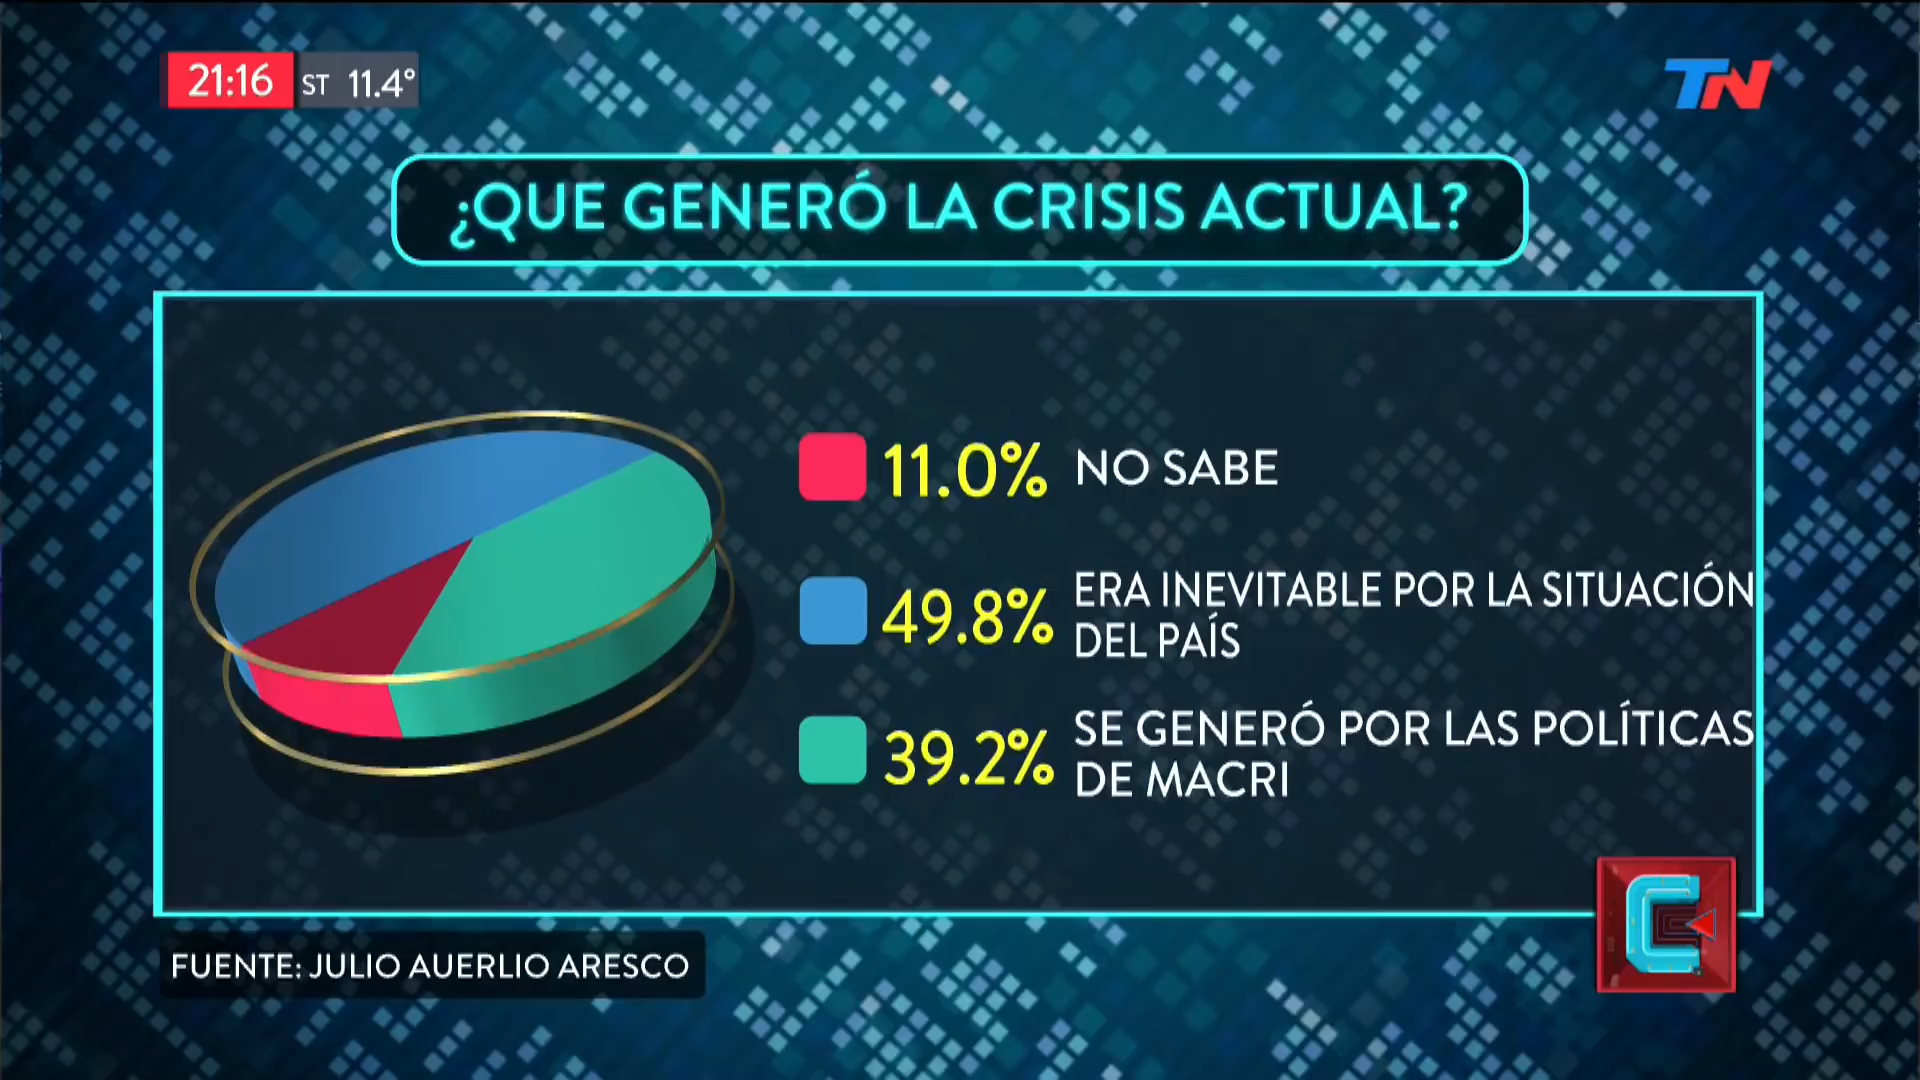 21:16 ST 11.4°
TN
¿QUE GENERÓ LA CRISIS ACTUAL?
11.0% NO SABE
49.8% ERA INEVITABLE POR LA SITUACIÓN
DEL PAÍS
39.2% SE GENERÓ POR LAS POLÍTICAS
DE MACRI
C
FUENTE: JULIO AUERLIO ARESCO